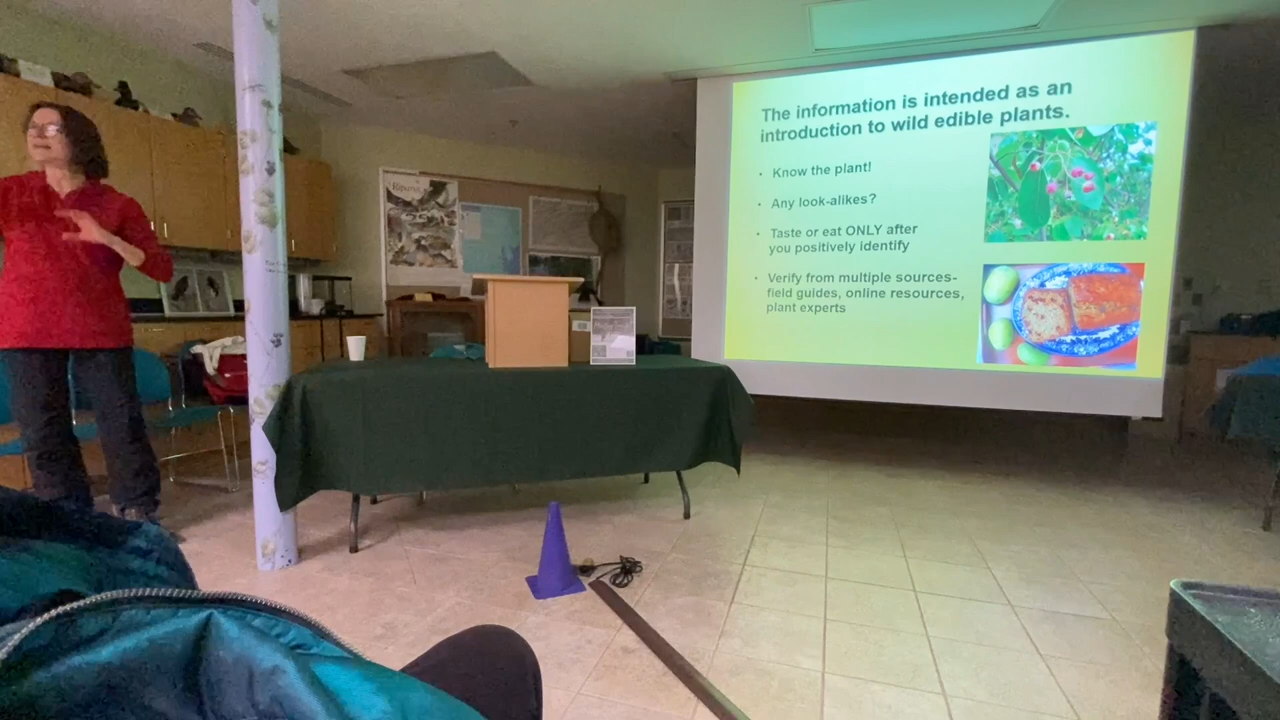 The information is intended as an
introduction to wild edible plants.
• Know the plant!
• Any look-alikes?
• Taste or eat ONLY after
you positively identify
• Verify from multiple sources-
field guides, online resources,
plant experts